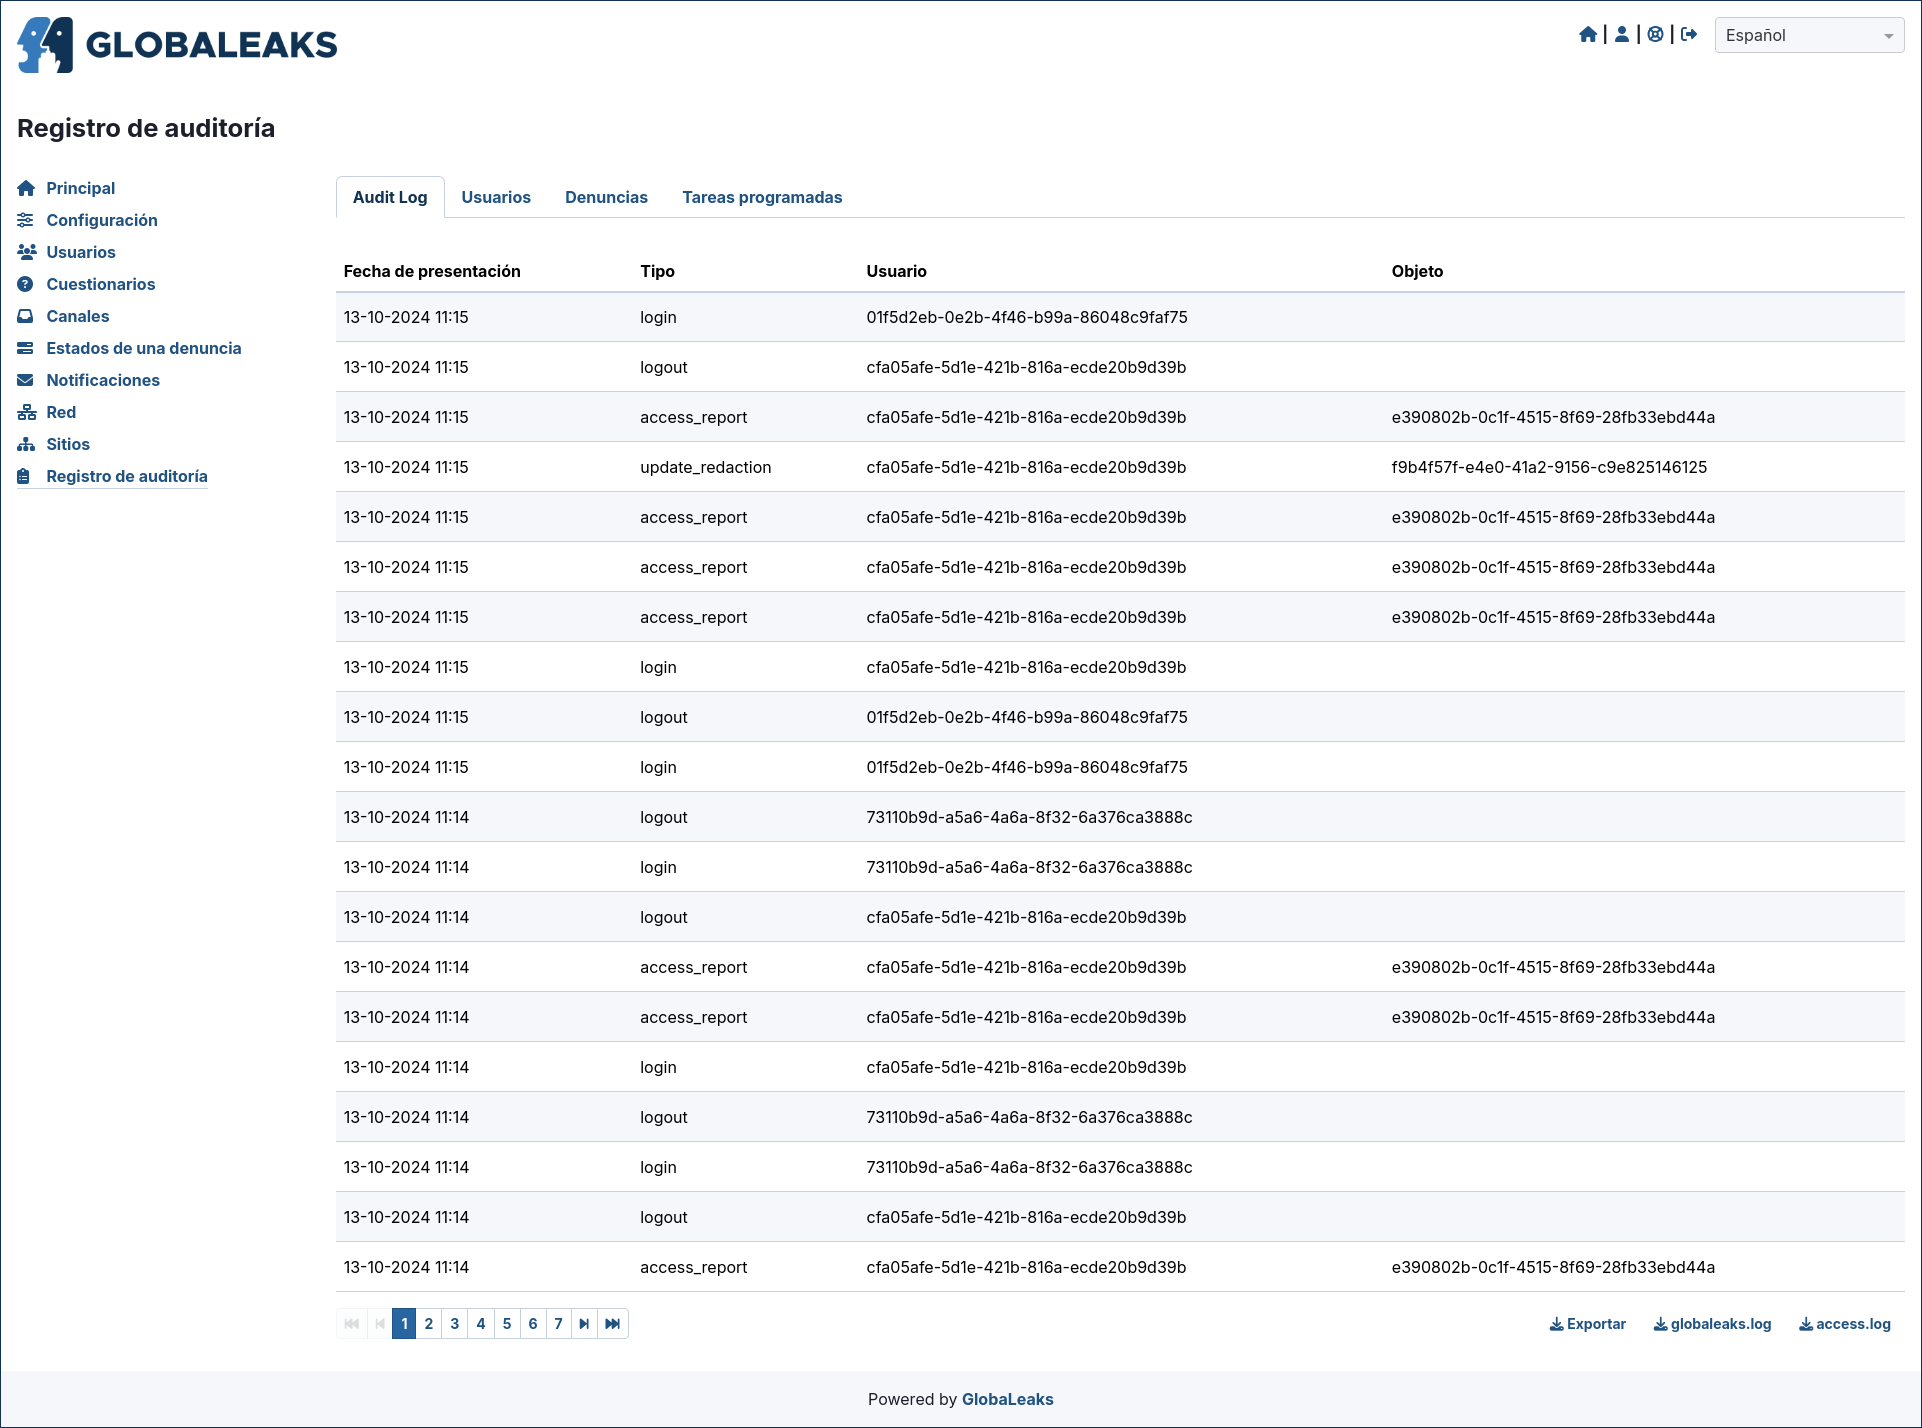 GLOBALEAKS
| | | Español
Registro de auditoría
Principal
Configuración
Usuarios
Cuestionarios
Canales
Estados de una denuncia
Notificaciones
Red
Sitios
Registro de auditoría
Audit Log Usuarios Denuncias Tareas programadas
Fecha de presentación Tipo Usuario Objeto
13-10-2024 11:15 login 01f5d2eb-0e2b-4f46-b99a-86048c9faf75
13-10-2024 11:15 logout cfa05afe-5d1e-421b-816a-ecde20b9d39b
13-10-2024 11:15 access_report cfa05afe-5d1e-421b-816a-ecde20b9d39b e390802b-0c1f-4515-8f69-28fb33ebd44a
13-10-2024 11:15 update_redaction cfa05afe-5d1e-421b-816a-ecde20b9d39b f9b4f57f-e4e0-41a2-9156-c9e825146125
13-10-2024 11:15 access_report cfa05afe-5d1e-421b-816a-ecde20b9d39b e390802b-0c1f-4515-8f69-28fb33ebd44a
13-10-2024 11:15 access_report cfa05afe-5d1e-421b-816a-ecde20b9d39b e390802b-0c1f-4515-8f69-28fb33ebd44a
13-10-2024 11:15 access_report cfa05afe-5d1e-421b-816a-ecde20b9d39b e390802b-0c1f-4515-8f69-28fb33ebd44a
13-10-2024 11:15 login cfa05afe-5d1e-421b-816a-ecde20b9d39b
13-10-2024 11:15 logout 01f5d2eb-0e2b-4f46-b99a-86048c9faf75
13-10-2024 11:15 login 01f5d2eb-0e2b-4f46-b99a-86048c9faf75
13-10-2024 11:14 logout 73110b9d-a5a6-4a6a-8f32-6a376ca3888c
13-10-2024 11:14 login 73110b9d-a5a6-4a6a-8f32-6a376ca3888c
13-10-2024 11:14 logout cfa05afe-5d1e-421b-816a-ecde20b9d39b
13-10-2024 11:14 access_report cfa05afe-5d1e-421b-816a-ecde20b9d39b e390802b-0c1f-4515-8f69-28fb33ebd44a
13-10-2024 11:14 access_report cfa05afe-5d1e-421b-816a-ecde20b9d39b e390802b-0c1f-4515-8f69-28fb33ebd44a
13-10-2024 11:14 login cfa05afe-5d1e-421b-816a-ecde20b9d39b
13-10-2024 11:14 logout 73110b9d-a5a6-4a6a-8f32-6a376ca3888c
13-10-2024 11:14 login 73110b9d-a5a6-4a6a-8f32-6a376ca3888c
13-10-2024 11:14 logout cfa05afe-5d1e-421b-816a-ecde20b9d39b
13-10-2024 11:14 access_report cfa05afe-5d1e-421b-816a-ecde20b9d39b e390802b-0c1f-4515-8f69-28fb33ebd44a
1 2 3 4 5 6 7 Exportar globaleaks.log access.log
Powered by GlobaLeaks